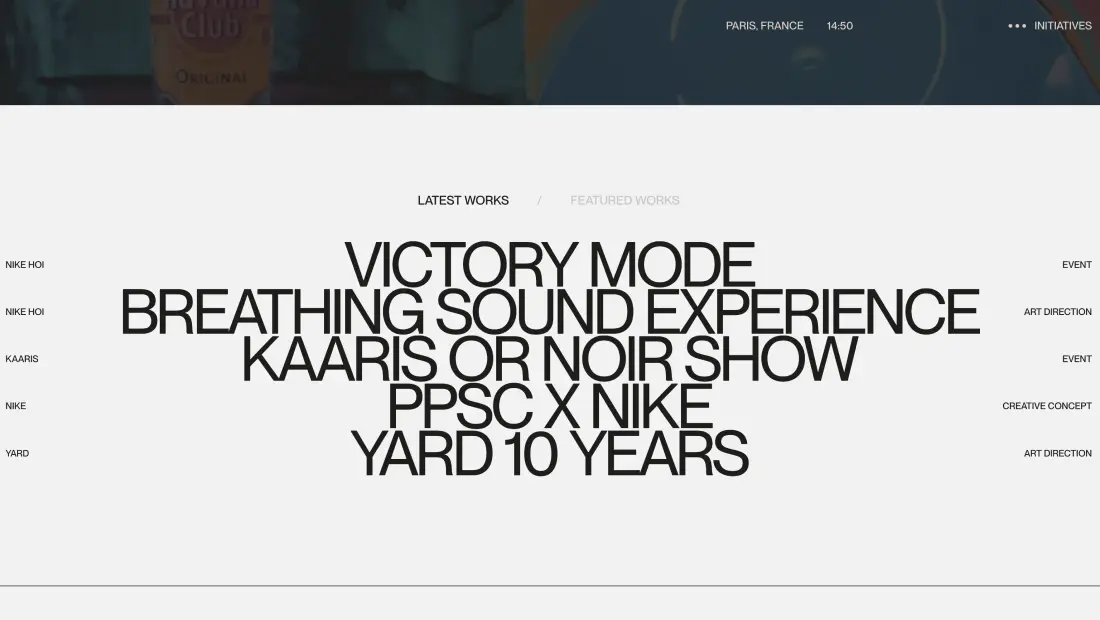 Havana
Club
ORIGINAL
PARIS, FRANCE 14:50 ••• INITIATIVES
LATEST WORKS / FEATURED WORKS
NIKE HOI VICTORY MODE EVENT
NIKE HOI BREATHING SOUND EXPERIENCE ART DIRECTION
KAARIS KAARIS OR NOIR SHOW EVENT
NIKE PPSC X NIKE CREATIVE CONCEPT
YARD YARD 10 YEARS ART DIRECTION